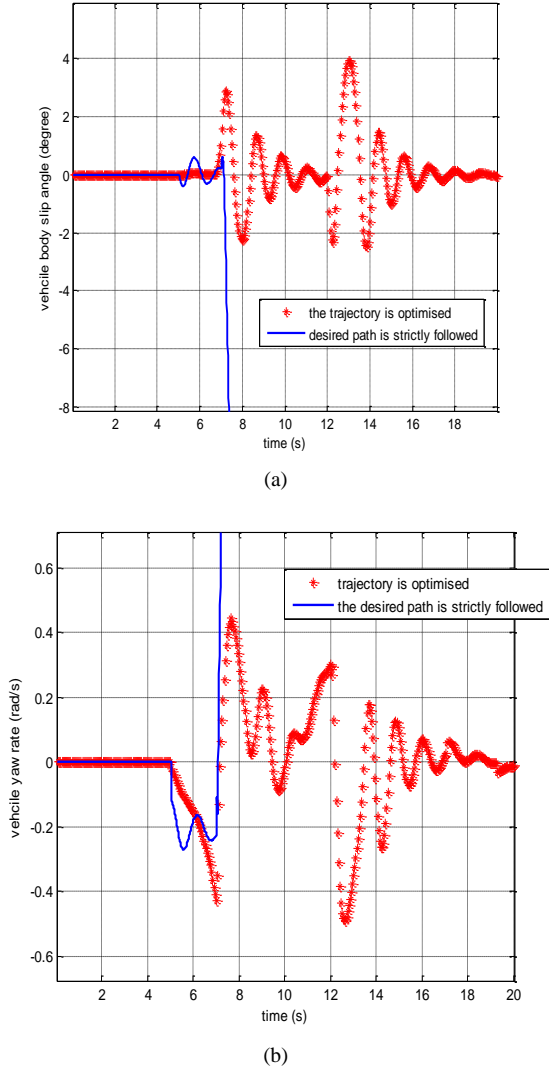 4
2
0
-2
-4
-6
-8
vehcile body slip angle (degree)
the trajectory is optimised
desired path is strictly followed
2 4 6 8 10 12 14 16 18
time (s)
(a)
0.6
0.4
0.2
0
-0.2
-0.4
-0.6
vehcile yaw rate (rad/s)
trajectory is optimised
the desired path is strictly followed
2 4 6 8 10 12 14 16 18 20
time (s)
(b)